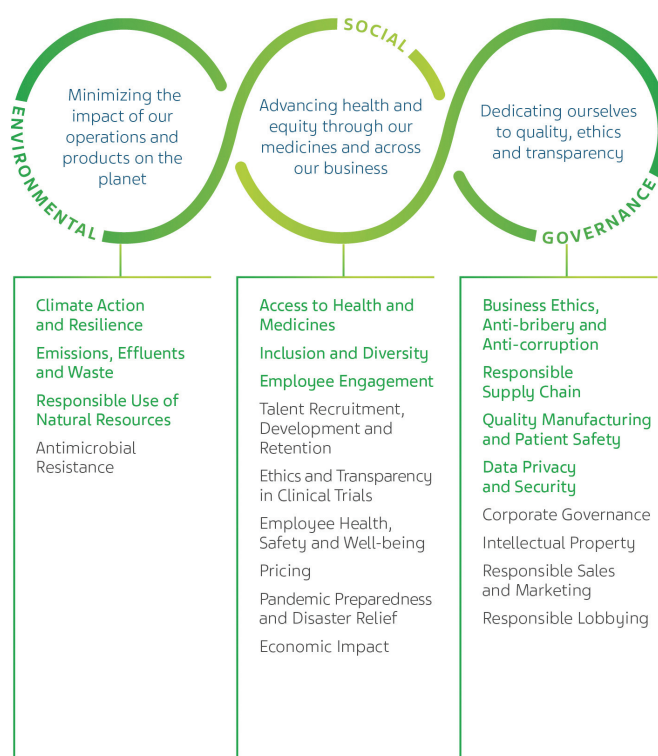 ENVIRONMENTAL
Minimizing the
impact of our
operations and
products on the
planet
Climate Action
and Resilience
Emissions, Effluents
and Waste
Responsible Use of
Natural Resources
Antimicrobial
Resistance
SOCIAL
Advancing health and
equity through our
medicines and across
our business
Access to Health and
Medicines
Inclusion and Diversity
Employee Engagement
Talent Recruitment,
Development and
Retention
Ethics and Transparency
in Clinical Trials
Employee Health,
Safety and Well-being
Pricing
Pandemic Preparedness
and Disaster Relief
Economic Impact
GOVERNANCE
Dedicating ourselves
to quality, ethics
and transparency
Business Ethics,
Anti-bribery and
Anti-corruption
Responsible
Supply Chain
Quality Manufacturing
and Patient Safety
Data Privacy
and Security
Corporate Governance
Intellectual Property
Responsible Sales
and Marketing
Responsible Lobbying